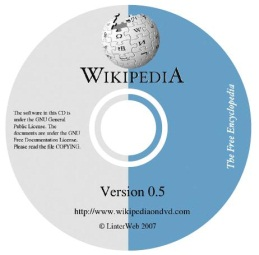 WIKIPEDIA
The software in this CD is
under the GNU General
Public License. The
documents are under the GNU
Free Documentation License.
Please read the file COPYING.
The Free Encyclopedia
Version 0.5
http://www.wikipediaondvd.com
© LinterWeb 2007